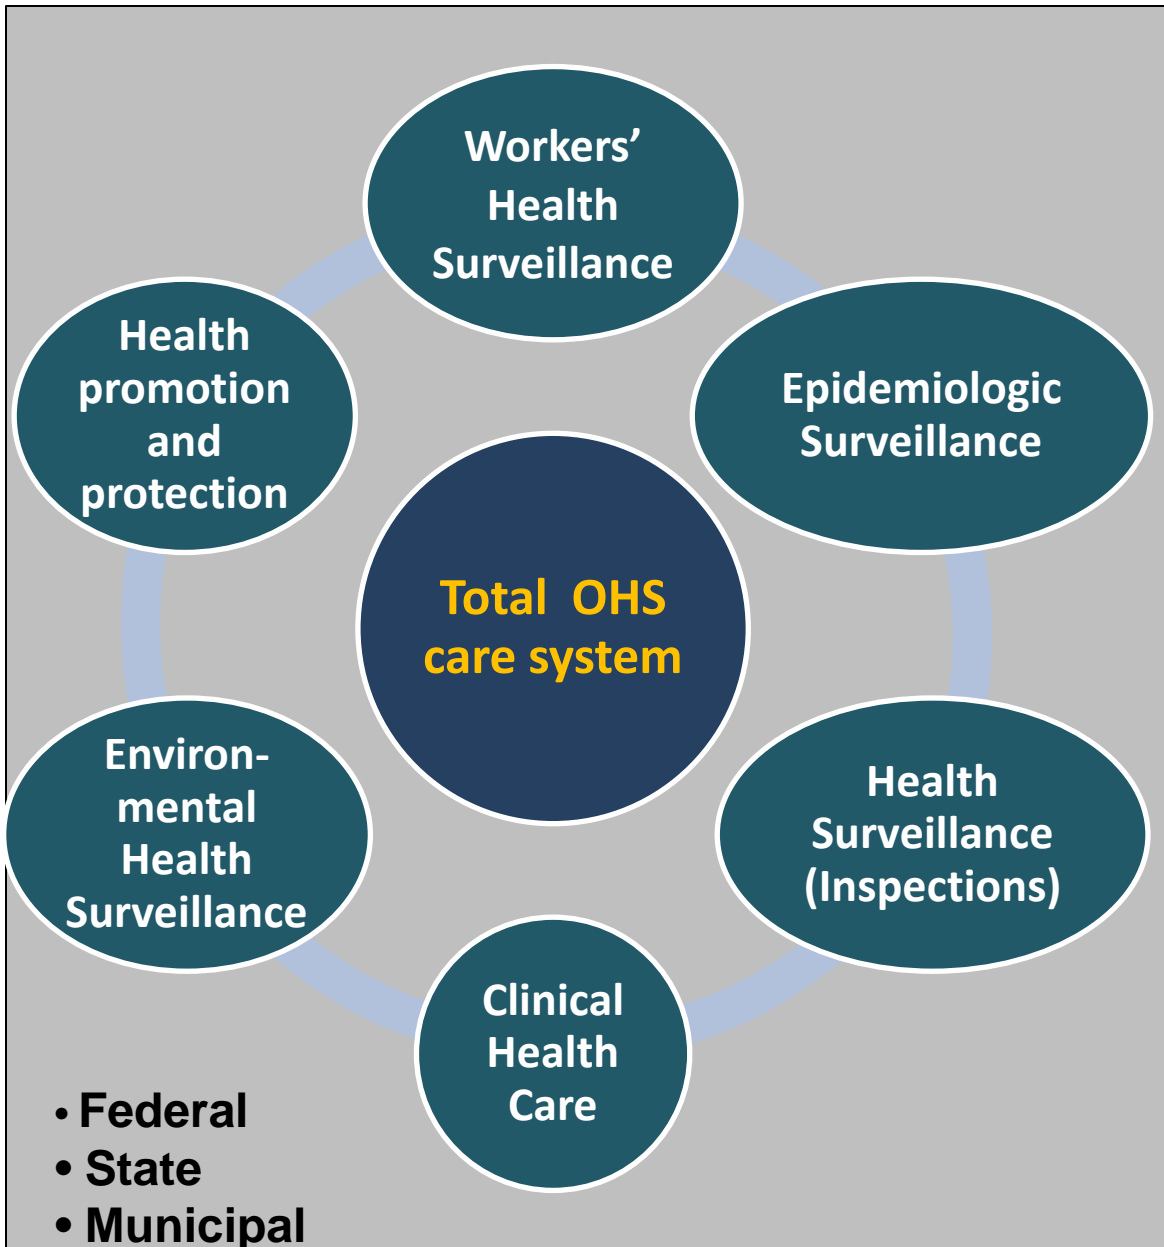 Workers’
Health
Surveillance
Health
promotion
and
protection
Epidemiologic
Surveillance
Total OHS
care system
Environ-
mental
Health
Surveillance
Health
Surveillance
(Inspections)
Clinical
Health
Care
• Federal
• State
• Municipal